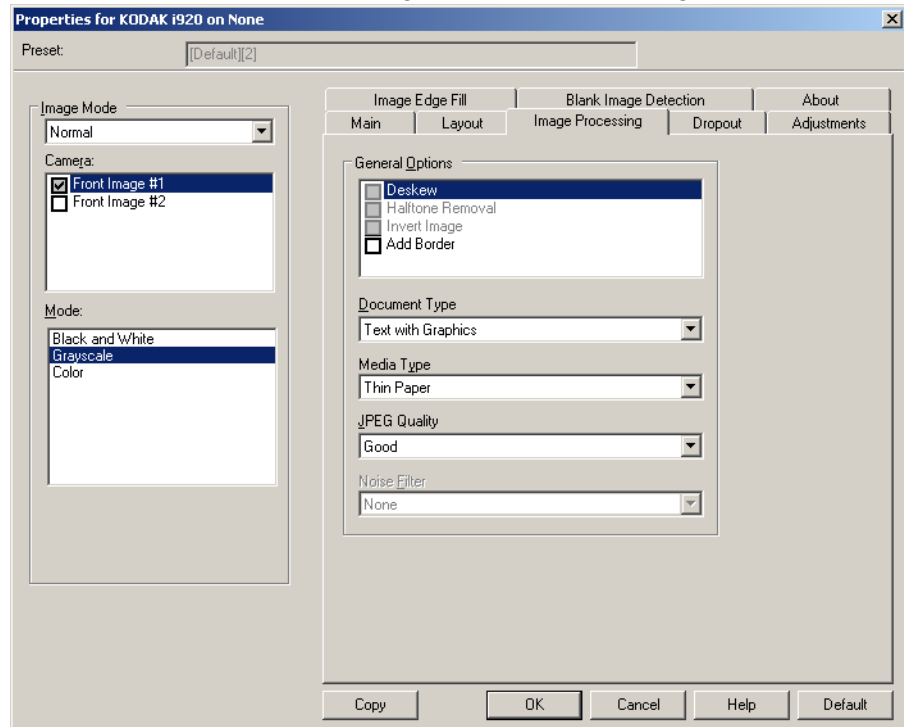 Properties for KODAK i920 on None
Preset:
[Default][2]
Image Mode
Normal
Camera:
Front Image #1
Front Image #2
Mode:
Black and White
Grayscale
Color
Image Edge Fill
Blank Image Detection
About
Main
Layout
Image Processing
Dropout
Adjustments
General Options
Deskew
Halftone Removal
Invert Image
Add Border
Document Type
Text with Graphics
Media Type
Thin Paper
JPEG Quality
Good
Noise Filter
None
Copy
OK
Cancel
Help
Default